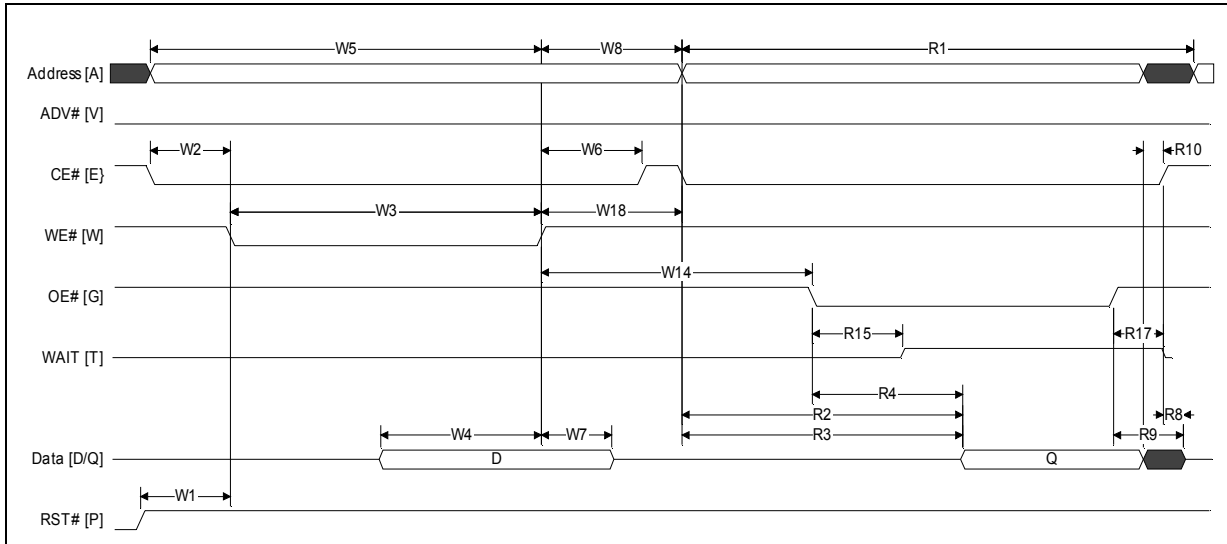 W5
W8
R1
Address [A]
ADV# [V]
W2
W6
R10
CE# [E}
W3
W18
WE# [W]
W14
OE# [G]
R15
R17
WAIT [T]
R4
R2
R8
R3
W4
W7
R9
Data [D/Q]
D
Q
W1
RST# [P]